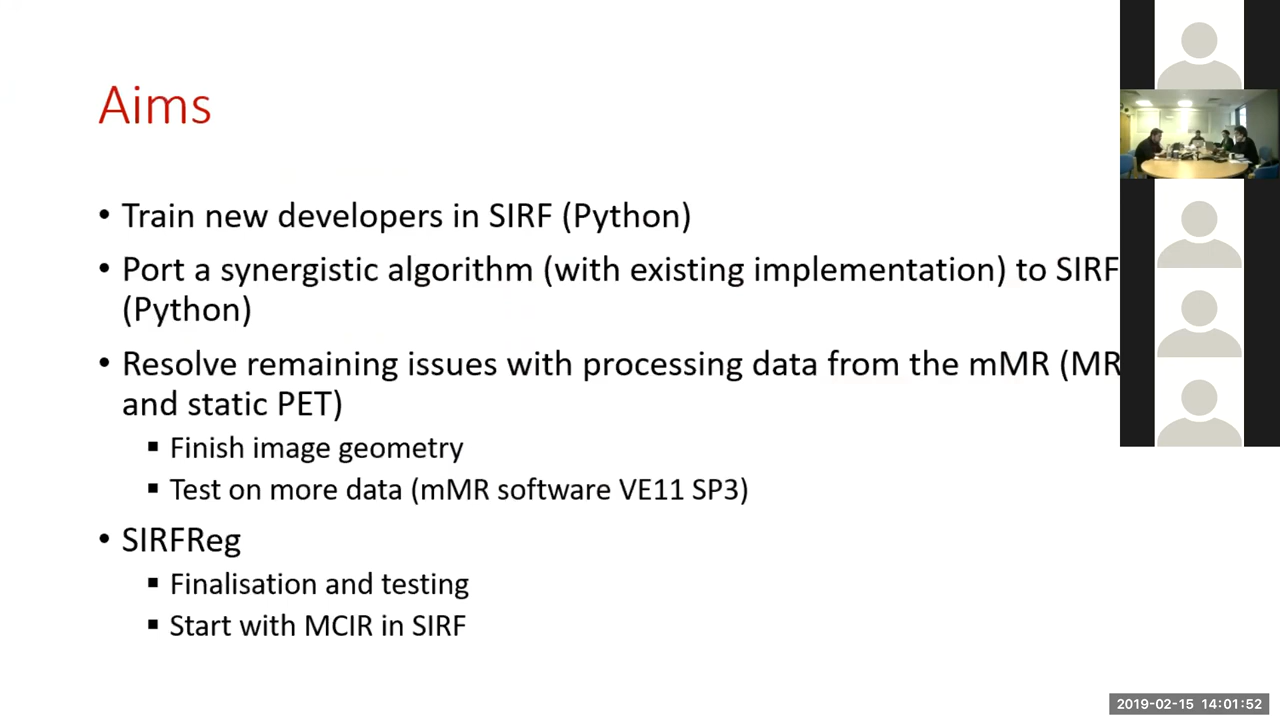 Aims
• Train new developers in SIRF (Python)
• Port a synergistic algorithm (with existing implementation) to SIRF
(Python)
• Resolve remaining issues with processing data from the mMR (MR
and static PET)
▪ Finish image geometry
▪ Test on more data (mMR software VE11 SP3)
• SIRFReg
▪ Finalisation and testing
▪ Start with MCIR in SIRF
2019-02-15 14:01:52